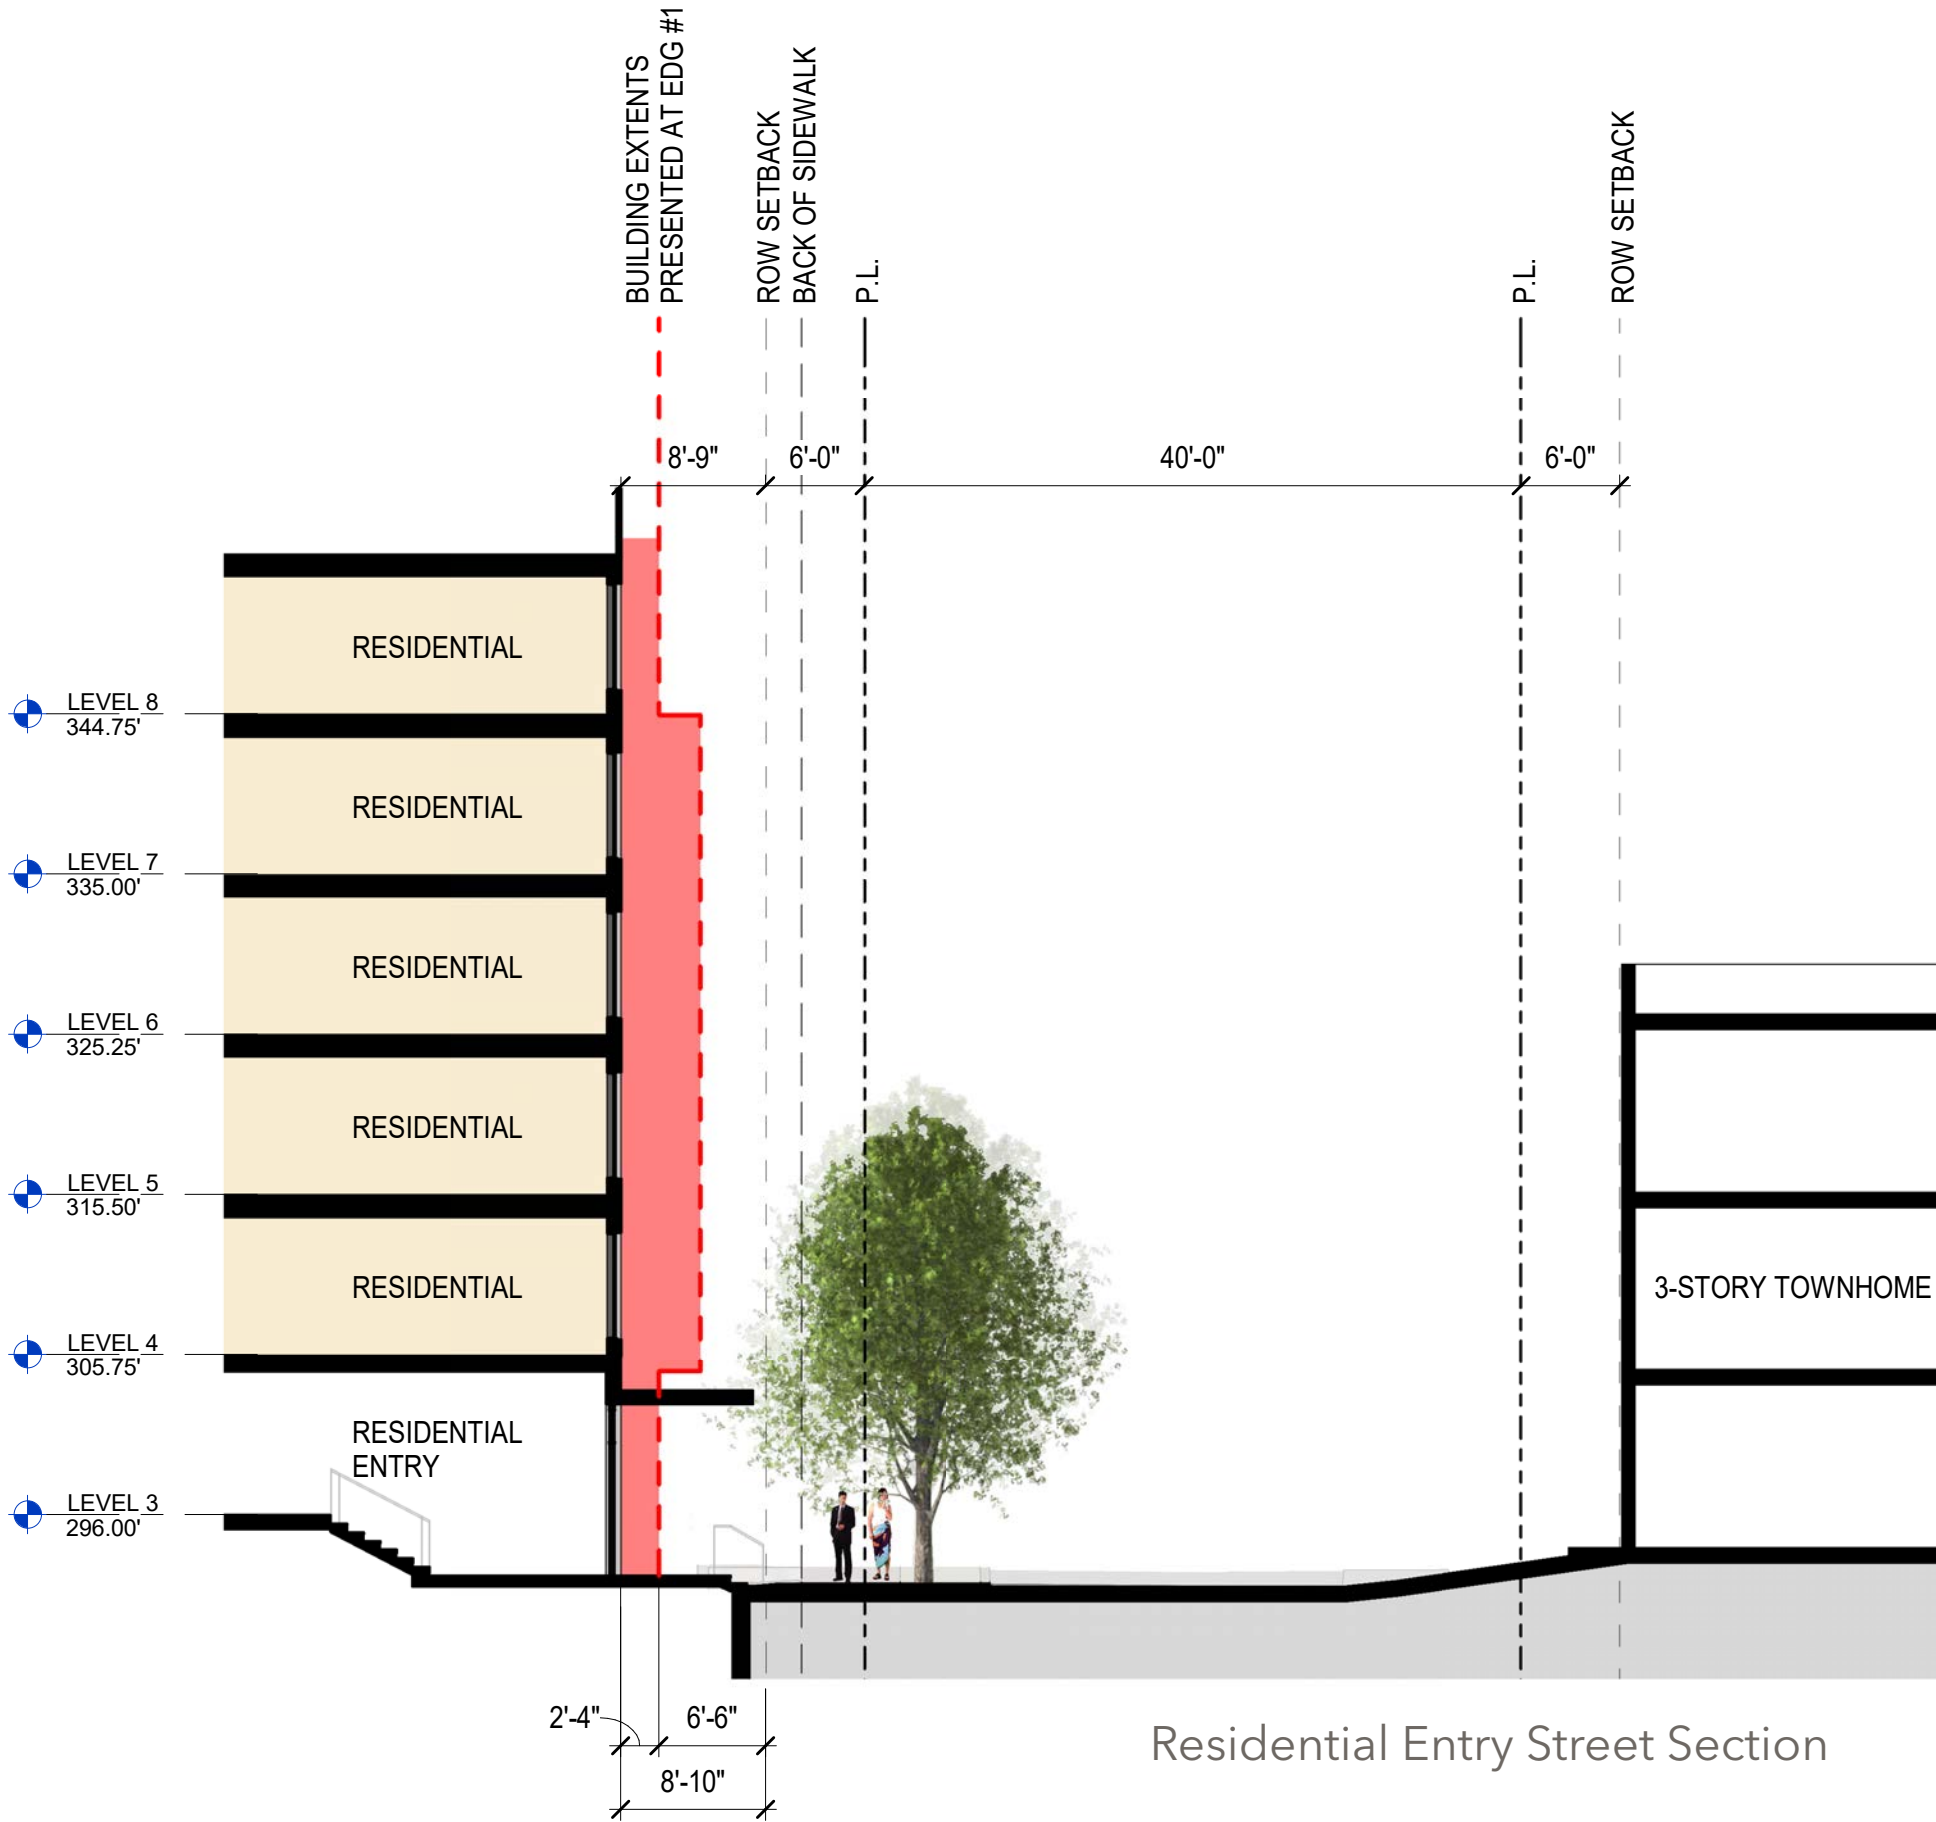 BUILDING EXTENTS
PRESENTED AT EDG #1
ROW SETBACK
BACK OF SIDEWALK
P.L.
P.L.
ROW SETBACK
8'-9"
6'-0"
40'-0"
6'-0"
RESIDENTIAL
LEVEL 8
344.75'
RESIDENTIAL
LEVEL 7
335.00'
RESIDENTIAL
LEVEL 6
325.25'
RESIDENTIAL
LEVEL 5
315.50'
RESIDENTIAL
3-STORY TOWNHOME
LEVEL 4
305.75'
RESIDENTIAL
ENTRY
LEVEL 3
296.00'
2'-4"
6'-6"
8'-10"
Residential Entry Street Section